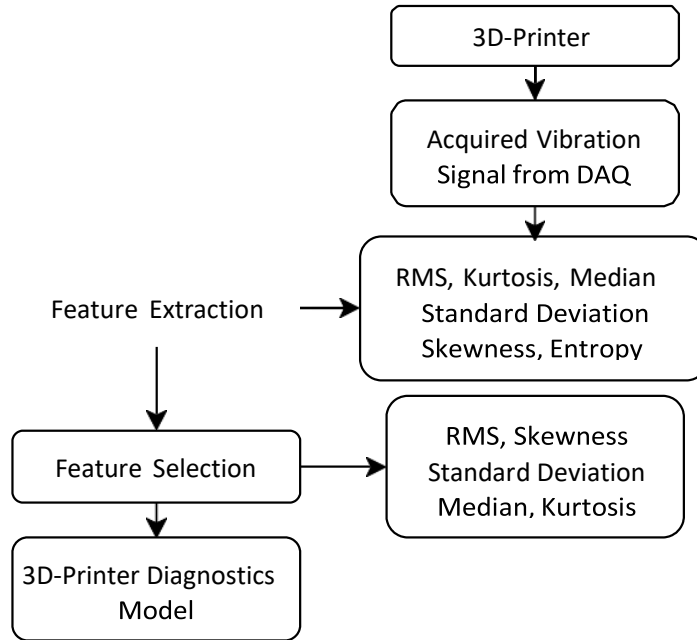 3D-Printer
Acquired Vibration
Signal from DAQ
RMS, Kurtosis, Median
Standard Deviation
Skewness, Entropy
Feature Extraction
RMS, Skewness
Standard Deviation
Median, Kurtosis
Feature Selection
3D-Printer Diagnostics
Model